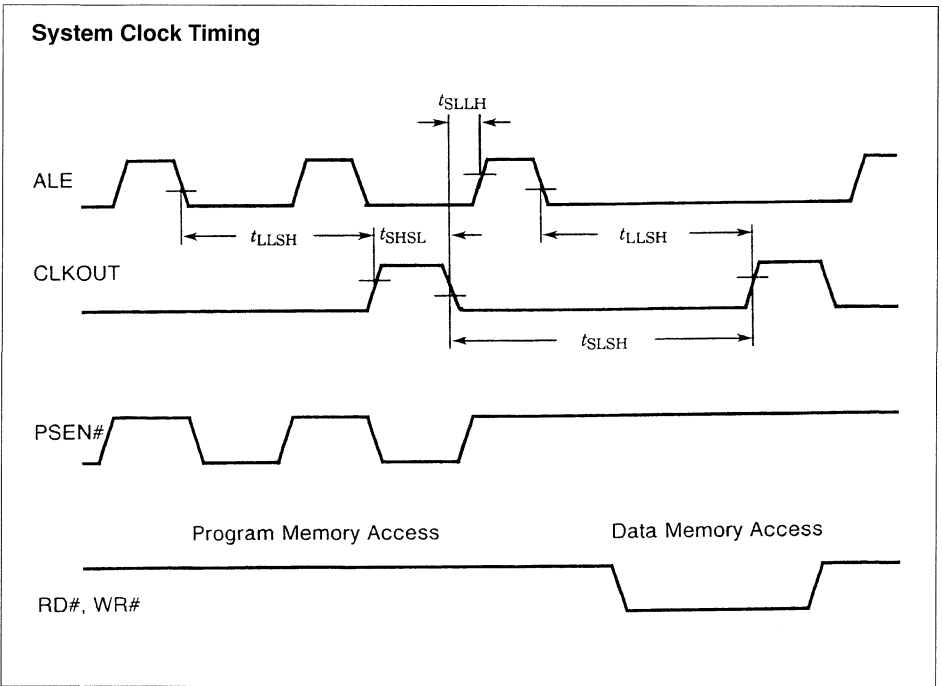 System Clock Timing
tSLLH
ALE
tLLSH tSHSL tLLSH
CLKOUT
tSLSH
PSEN#
Program Memory Access Data Memory Access
RD#, WR#